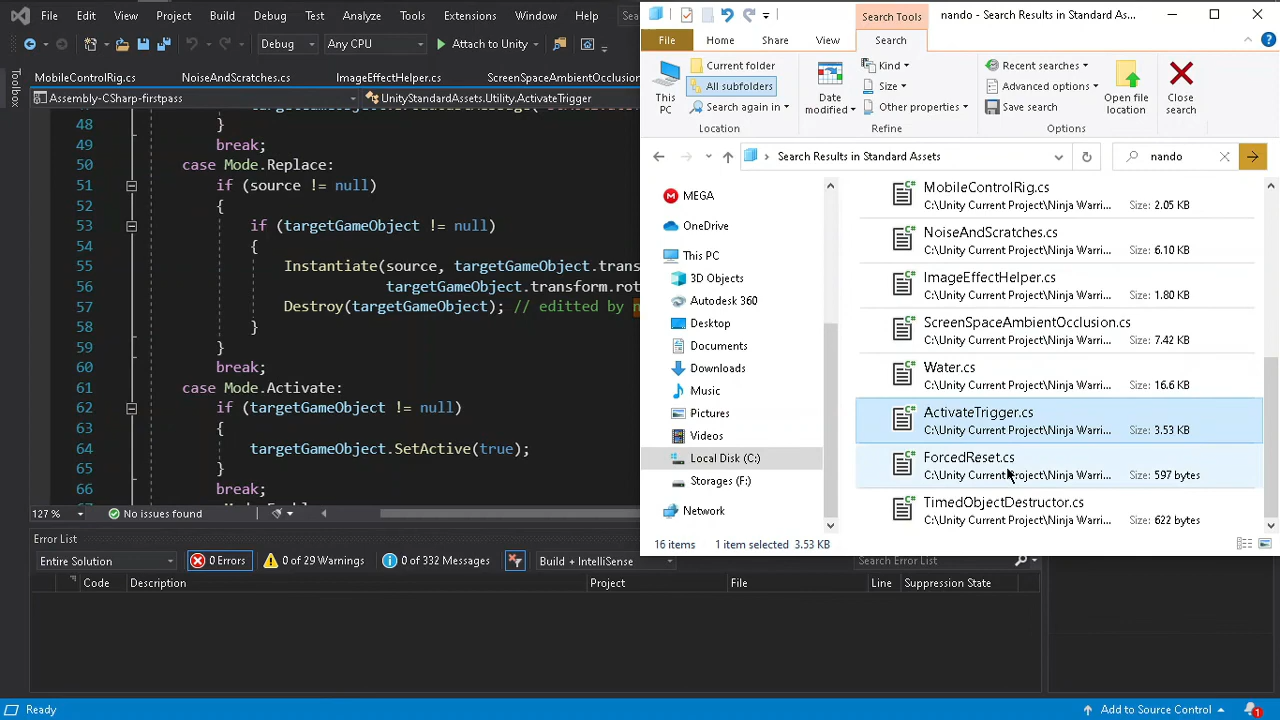 File Edit View Project Build Debug Test Analyze Tools Extensions Window Help
Debug Any CPU Attach to Unity
MobileControlRig.cs NoiseAndScratches.cs ImageEffectHelper.cs ScreenSpaceAmbientOcclusion
Assembly-CSharp-firstpass UnityStandardAssets.Utility.ActivateTrigger
Toolbox
48 }
49 break;
50 case Mode.Replace:
51 if (source != null)
52 {
53 if (targetGameObject != null)
54 {
55 Instantiate(source, targetGameObject.trans
56 targetGameObject.transform.rot
57 Destroy(targetGameObject); // editted by
58 }
59 }
60 break;
61 case Mode.Activate:
62 if (targetGameObject != null)
63 {
64 targetGameObject.SetActive(true);
65 }
66 break;
127 % No issues found
Error List
Entire Solution 0 Errors 0 of 29 Warnings 0 of 332 Messages Build + IntelliSense Search Error List
Code Description Project File Line Suppression State
Ready Add to Source Control 1
Search Tools
nando - Search Results in Standard As...
File Home Share View Search
This PC
Current folder
All subfolders
Search again in
Location
Date modified
Kind
Size
Other properties
Refine
Recent searches
Advanced options
Save search
Open file location
Options
Close search
Search Results in Standard Assets
nando
MEGA
OneDrive
This PC
3D Objects
Autodesk 360
Desktop
Documents
Downloads
Music
Pictures
Videos
Local Disk (C:)
Storages (F:)
Network
MobileControlRig.cs
C:\Unity Current Project\Ninja Warri... Size: 2.05 KB
NoiseAndScratches.cs
C:\Unity Current Project\Ninja Warri... Size: 6.10 KB
ImageEffectHelper.cs
C:\Unity Current Project\Ninja Warri... Size: 1.80 KB
ScreenSpaceAmbientOcclusion.cs
C:\Unity Current Project\Ninja Warri... Size: 7.42 KB
Water.cs
C:\Unity Current Project\Ninja Warri... Size: 16.6 KB
ActivateTrigger.cs
C:\Unity Current Project\Ninja Warri... Size: 3.53 KB
ForcedReset.cs
C:\Unity Current Project\Ninja Warri... Size: 597 bytes
TimedObjectDestructor.cs
C:\Unity Current Project\Ninja Warri... Size: 622 bytes
16 items 1 item selected 3.53 KB